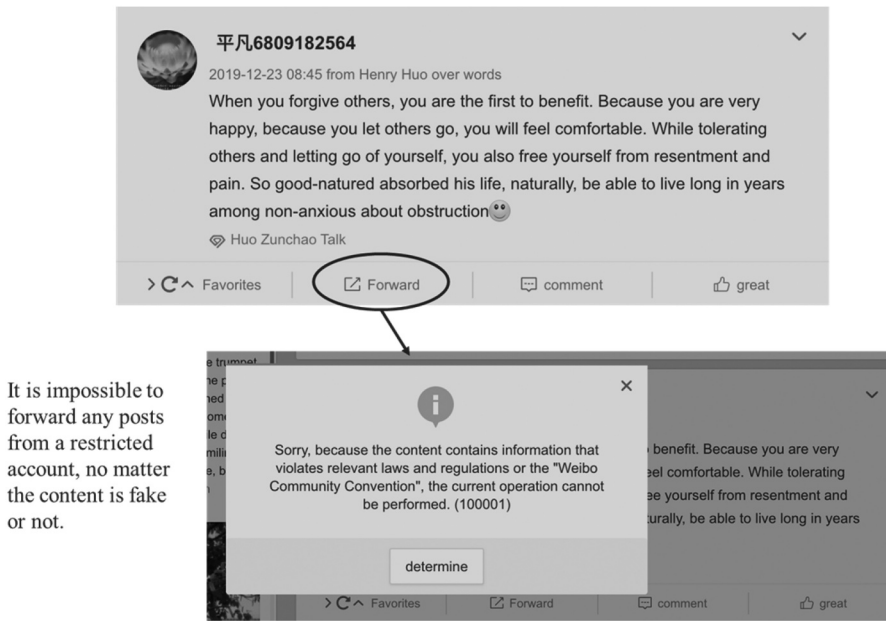 平凡6809182564
2019-12-23 08:45 from Henry Huo over words
When you forgive others, you are the first to benefit. Because you are very
happy, because you let others go, you will feel comfortable. While tolerating
others and letting go of yourself, you also free yourself from resentment and
pain. So good-natured absorbed his life, naturally, be able to live long in years
among non-anxious about obstruction
Huo Zunchao Talk
Favorites
Forward
comment
great
It is impossible to
forward any posts
from a restricted
account, no matter
the content is fake
or not.
e trumpet
Sorry, because the content contains information that
violates relevant laws and regulations or the "Weibo
Community Convention", the current operation cannot
be performed. (100001)
determine
benefit. Because you are very
eel comfortable. While tolerating
ee yourself from resentment and
urally, be able to live long in years
Favorites
Forward
comment
great